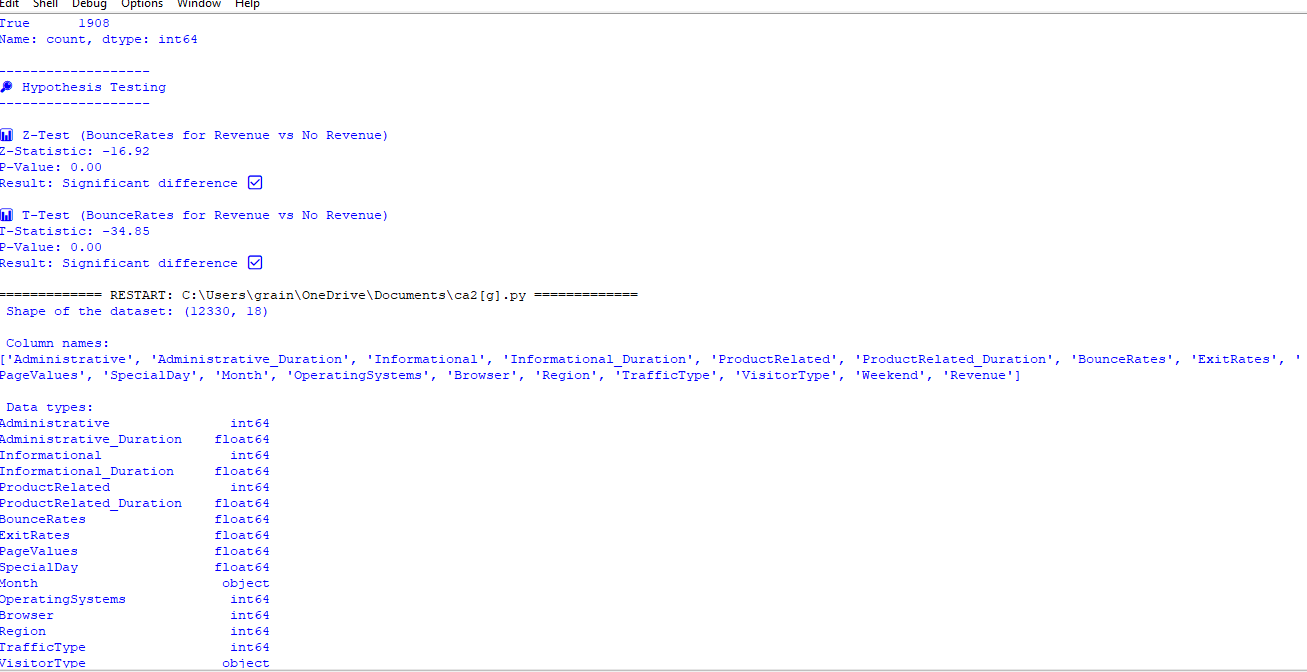 Edit Shell Debug Options Window Help
True 1908
Name: count, dtype: int64
-------------------
Hypothesis Testing
-------------------
Z-Test (BounceRates for Revenue vs No Revenue)
Z-Statistic: -16.92
P-Value: 0.00
Result: Significant difference
T-Test (BounceRates for Revenue vs No Revenue)
T-Statistic: -34.85
P-Value: 0.00
Result: Significant difference
============= RESTART: C:\Users\grain\OneDrive\Documents\ca2[g].py =============
Shape of the dataset: (12330, 18)
Column names:
['Administrative', 'Administrative_Duration', 'Informational', 'Informational_Duration', 'ProductRelated', 'ProductRelated_Duration', 'BounceRates', 'ExitRates', '
PageValues', 'SpecialDay', 'Month', 'OperatingSystems', 'Browser', 'Region', 'TrafficType', 'VisitorType', 'Weekend', 'Revenue']
Data types:
Administrative int64
Administrative_Duration float64
Informational int64
Informational_Duration float64
ProductRelated int64
ProductRelated_Duration float64
BounceRates float64
ExitRates float64
PageValues float64
SpecialDay float64
Month object
OperatingSystems int64
Browser int64
Region int64
TrafficType int64
VisitorType object